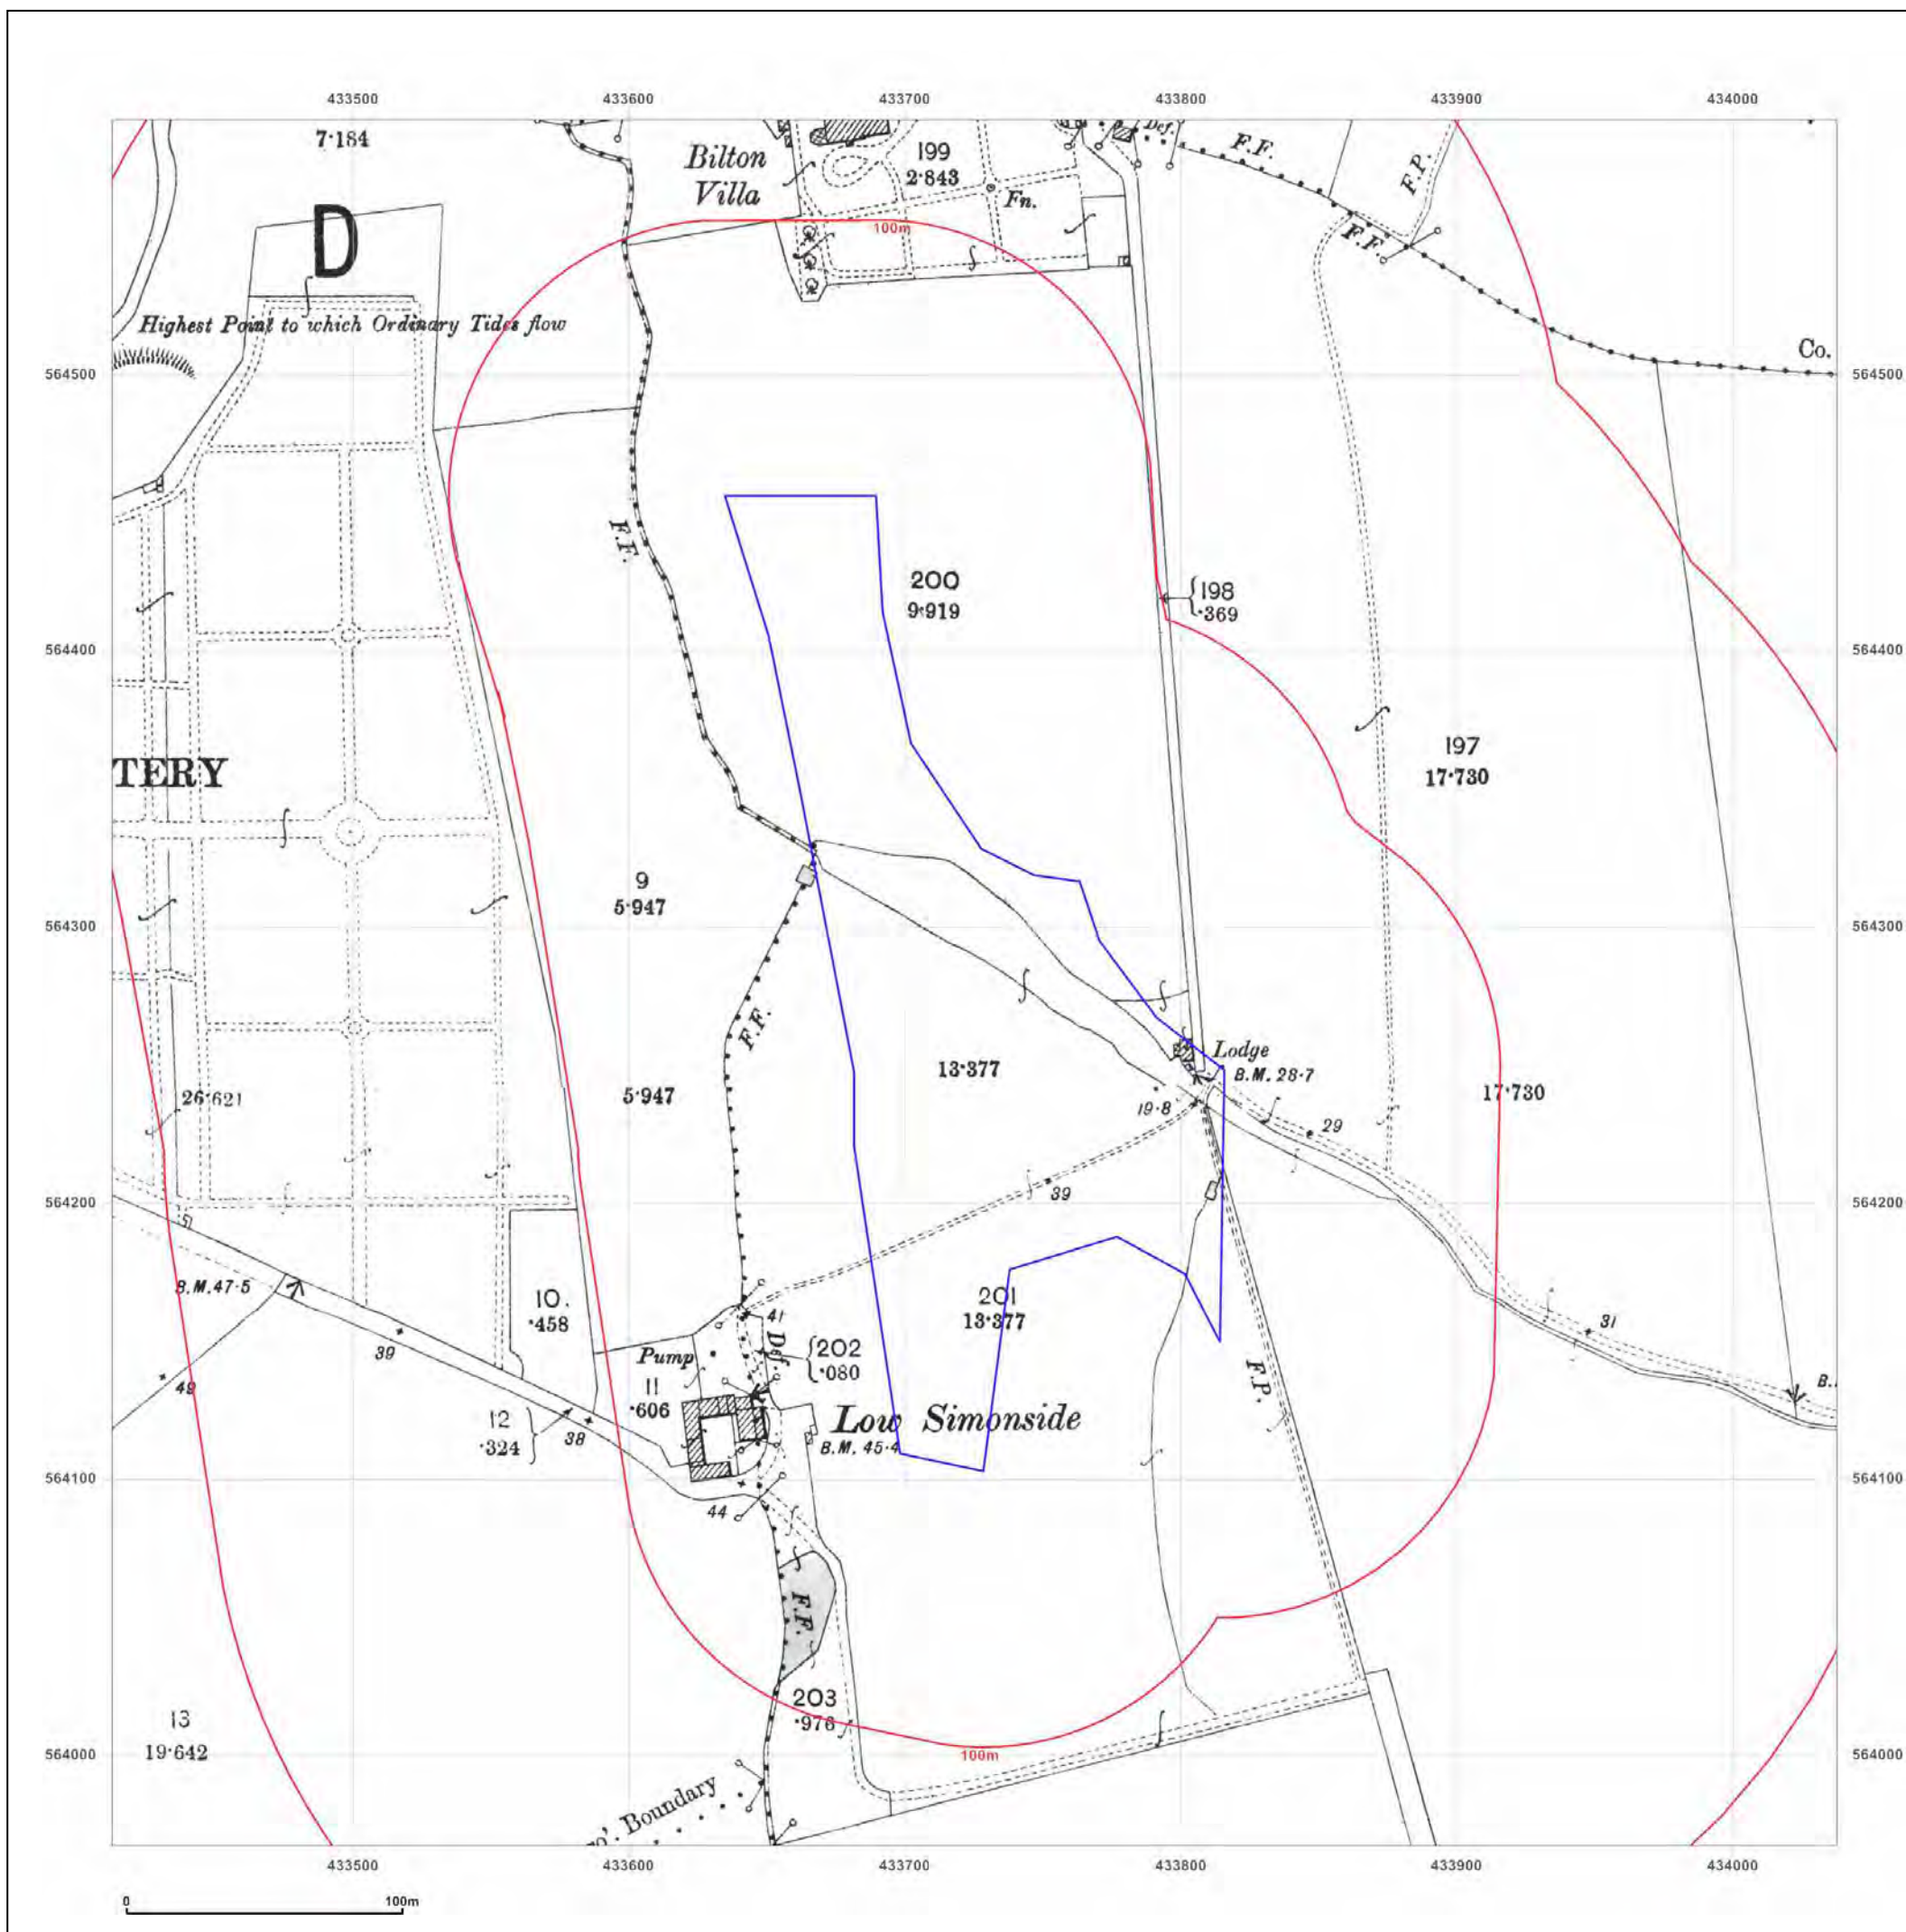 433500
433600
433700
433800
433900
434000
7·184
Bilton
Villa
199
2·843
Def.
F.F.
F.P.
Fn.
D
100m
F.F.
Highest Point to which Ordinary Tides flow
Co.
564500
564500
F.F.
200
9·919
198
·369
564400
564400
197
17·730
TERY
9
5·947
564300
564300
F.F.
Lodge
13·377
B.M. 28·7
5·947
17·730
26·621
19·8
29
39
564200
564200
B.M. 47·5
10.
·458
201
13·377
41
31
Def.
202
·080
39
Pump
49
11
·606
F.P.
B.
12
·324
38
Low Simonside
B.M. 45·4
564100
564100
44
F.F.
203
·976
13
19·642
564000
564000
100m
Boundary
433500
433600
433700
433800
433900
434000
0
100m